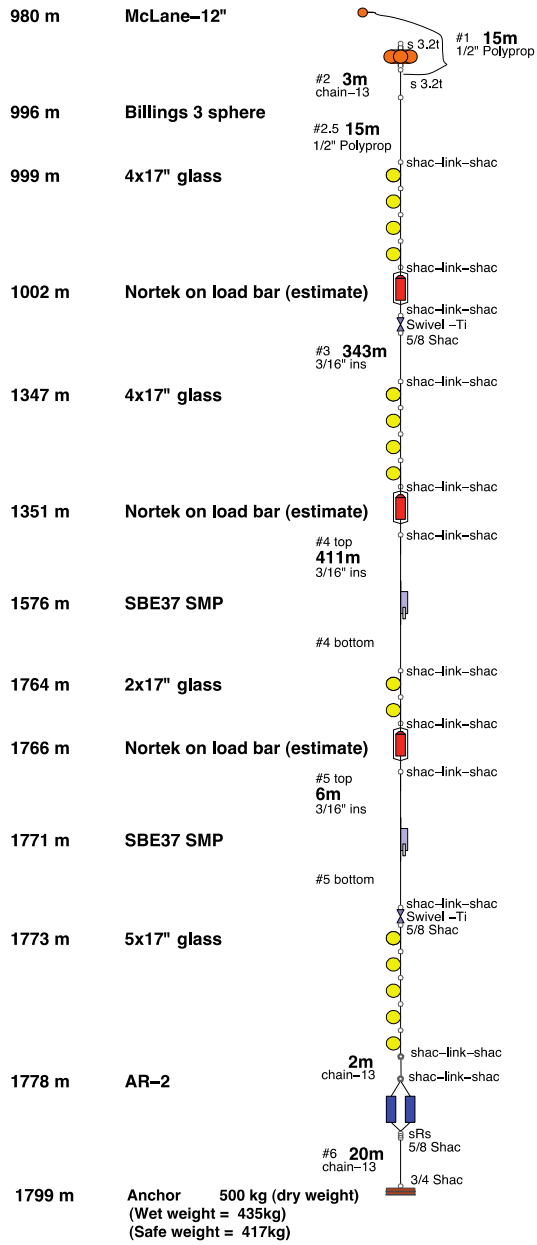 980 m McLane–12"
s 3.2t
#1 15m
1/2" Polyprop
#2 3m
chain–13
s 3.2t
996 m Billings 3 sphere
#2.5 15m
1/2" Polyprop
shac–link–shac
999 m 4x17" glass
shac–link–shac
1002 m Nortek on load bar (estimate)
shac–link–shac
Swivel –Ti
5/8 Shac
#3 343m
3/16" ins
shac–link–shac
1347 m 4x17" glass
shac–link–shac
1351 m Nortek on load bar (estimate)
shac–link–shac
#4 top
411m
3/16" ins
1576 m SBE37 SMP
#4 bottom
shac–link–shac
1764 m 2x17" glass
shac–link–shac
1766 m Nortek on load bar (estimate)
shac–link–shac
#5 top
6m
3/16" ins
1771 m SBE37 SMP
#5 bottom
shac–link–shac
Swivel –Ti
5/8 Shac
1773 m 5x17" glass
shac–link–shac
2m
chain–13
shac–link–shac
1778 m AR–2
sRs
5/8 Shac
#6 20m
chain–13
3/4 Shac
1799 m Anchor 500 kg (dry weight)
(Wet weight = 435kg)
(Safe weight = 417kg)